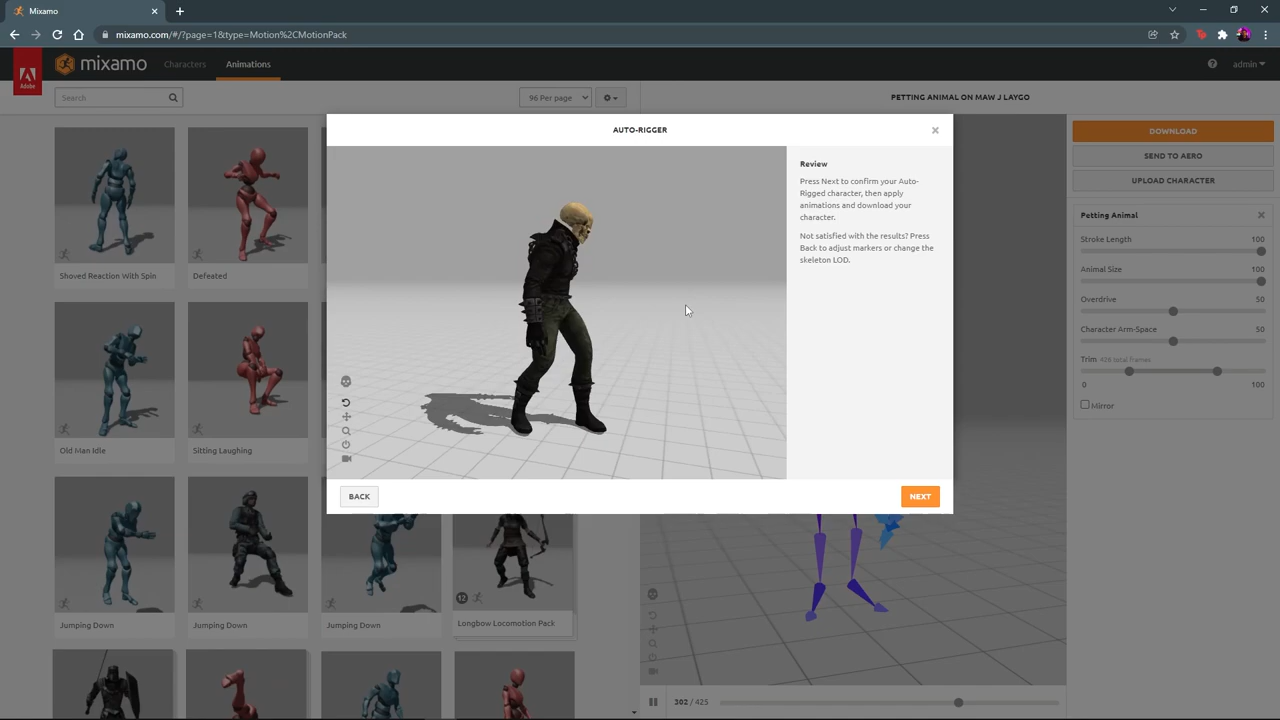 Mixamo
mixamo.com/#/?page=1&type=Motion%2CMotionPack
Adobe
mixamo
Characters
Animations
admin
Search
96 Per page
PETTING ANIMAL ON MAW J LAYGO
AUTO-RIGGER
Review
Press Next to confirm your Auto-
Rigged character, then apply
animations and download your
character.
Not satisfied with the results? Press
Back to adjust markers or change the
skeleton LOD.
BACK
NEXT
DOWNLOAD
SEND TO AERO
UPLOAD CHARACTER
Petting Animal
Stroke Length 100
Animal Size 100
Overdrive 50
Character Arm-Space 50
Trim 426 total frames
0 100
Mirror
Shoved Reaction With Spin
Defeated
Old Man Idle
Sitting Laughing
Jumping Down
Jumping Down
Jumping Down
12
Longbow Locomotion Pack
302 / 425